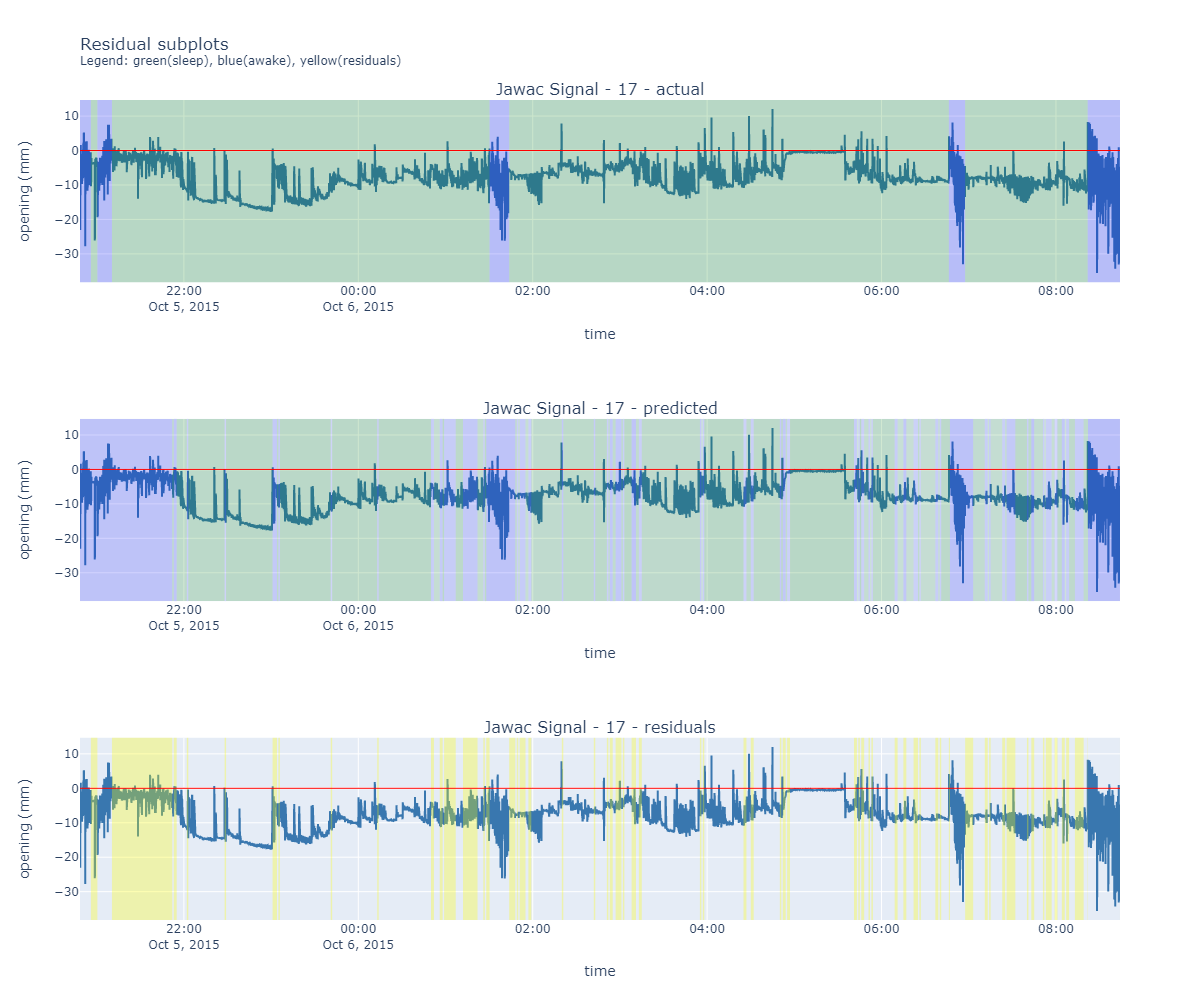 Residual subplots
Legend: green(sleep), blue(awake), yellow(residuals)
Jawac Signal - 17 - actual
opening (mm)
10
0
−10
−20
−30
22:00 00:00 02:00 04:00 06:00 08:00
Oct 5, 2015 Oct 6, 2015
time
Jawac Signal - 17 - predicted
opening (mm)
10
0
−10
−20
−30
22:00 00:00 02:00 04:00 06:00 08:00
Oct 5, 2015 Oct 6, 2015
time
Jawac Signal - 17 - residuals
opening (mm)
10
0
−10
−20
−30
22:00 00:00 02:00 04:00 06:00 08:00
Oct 5, 2015 Oct 6, 2015
time